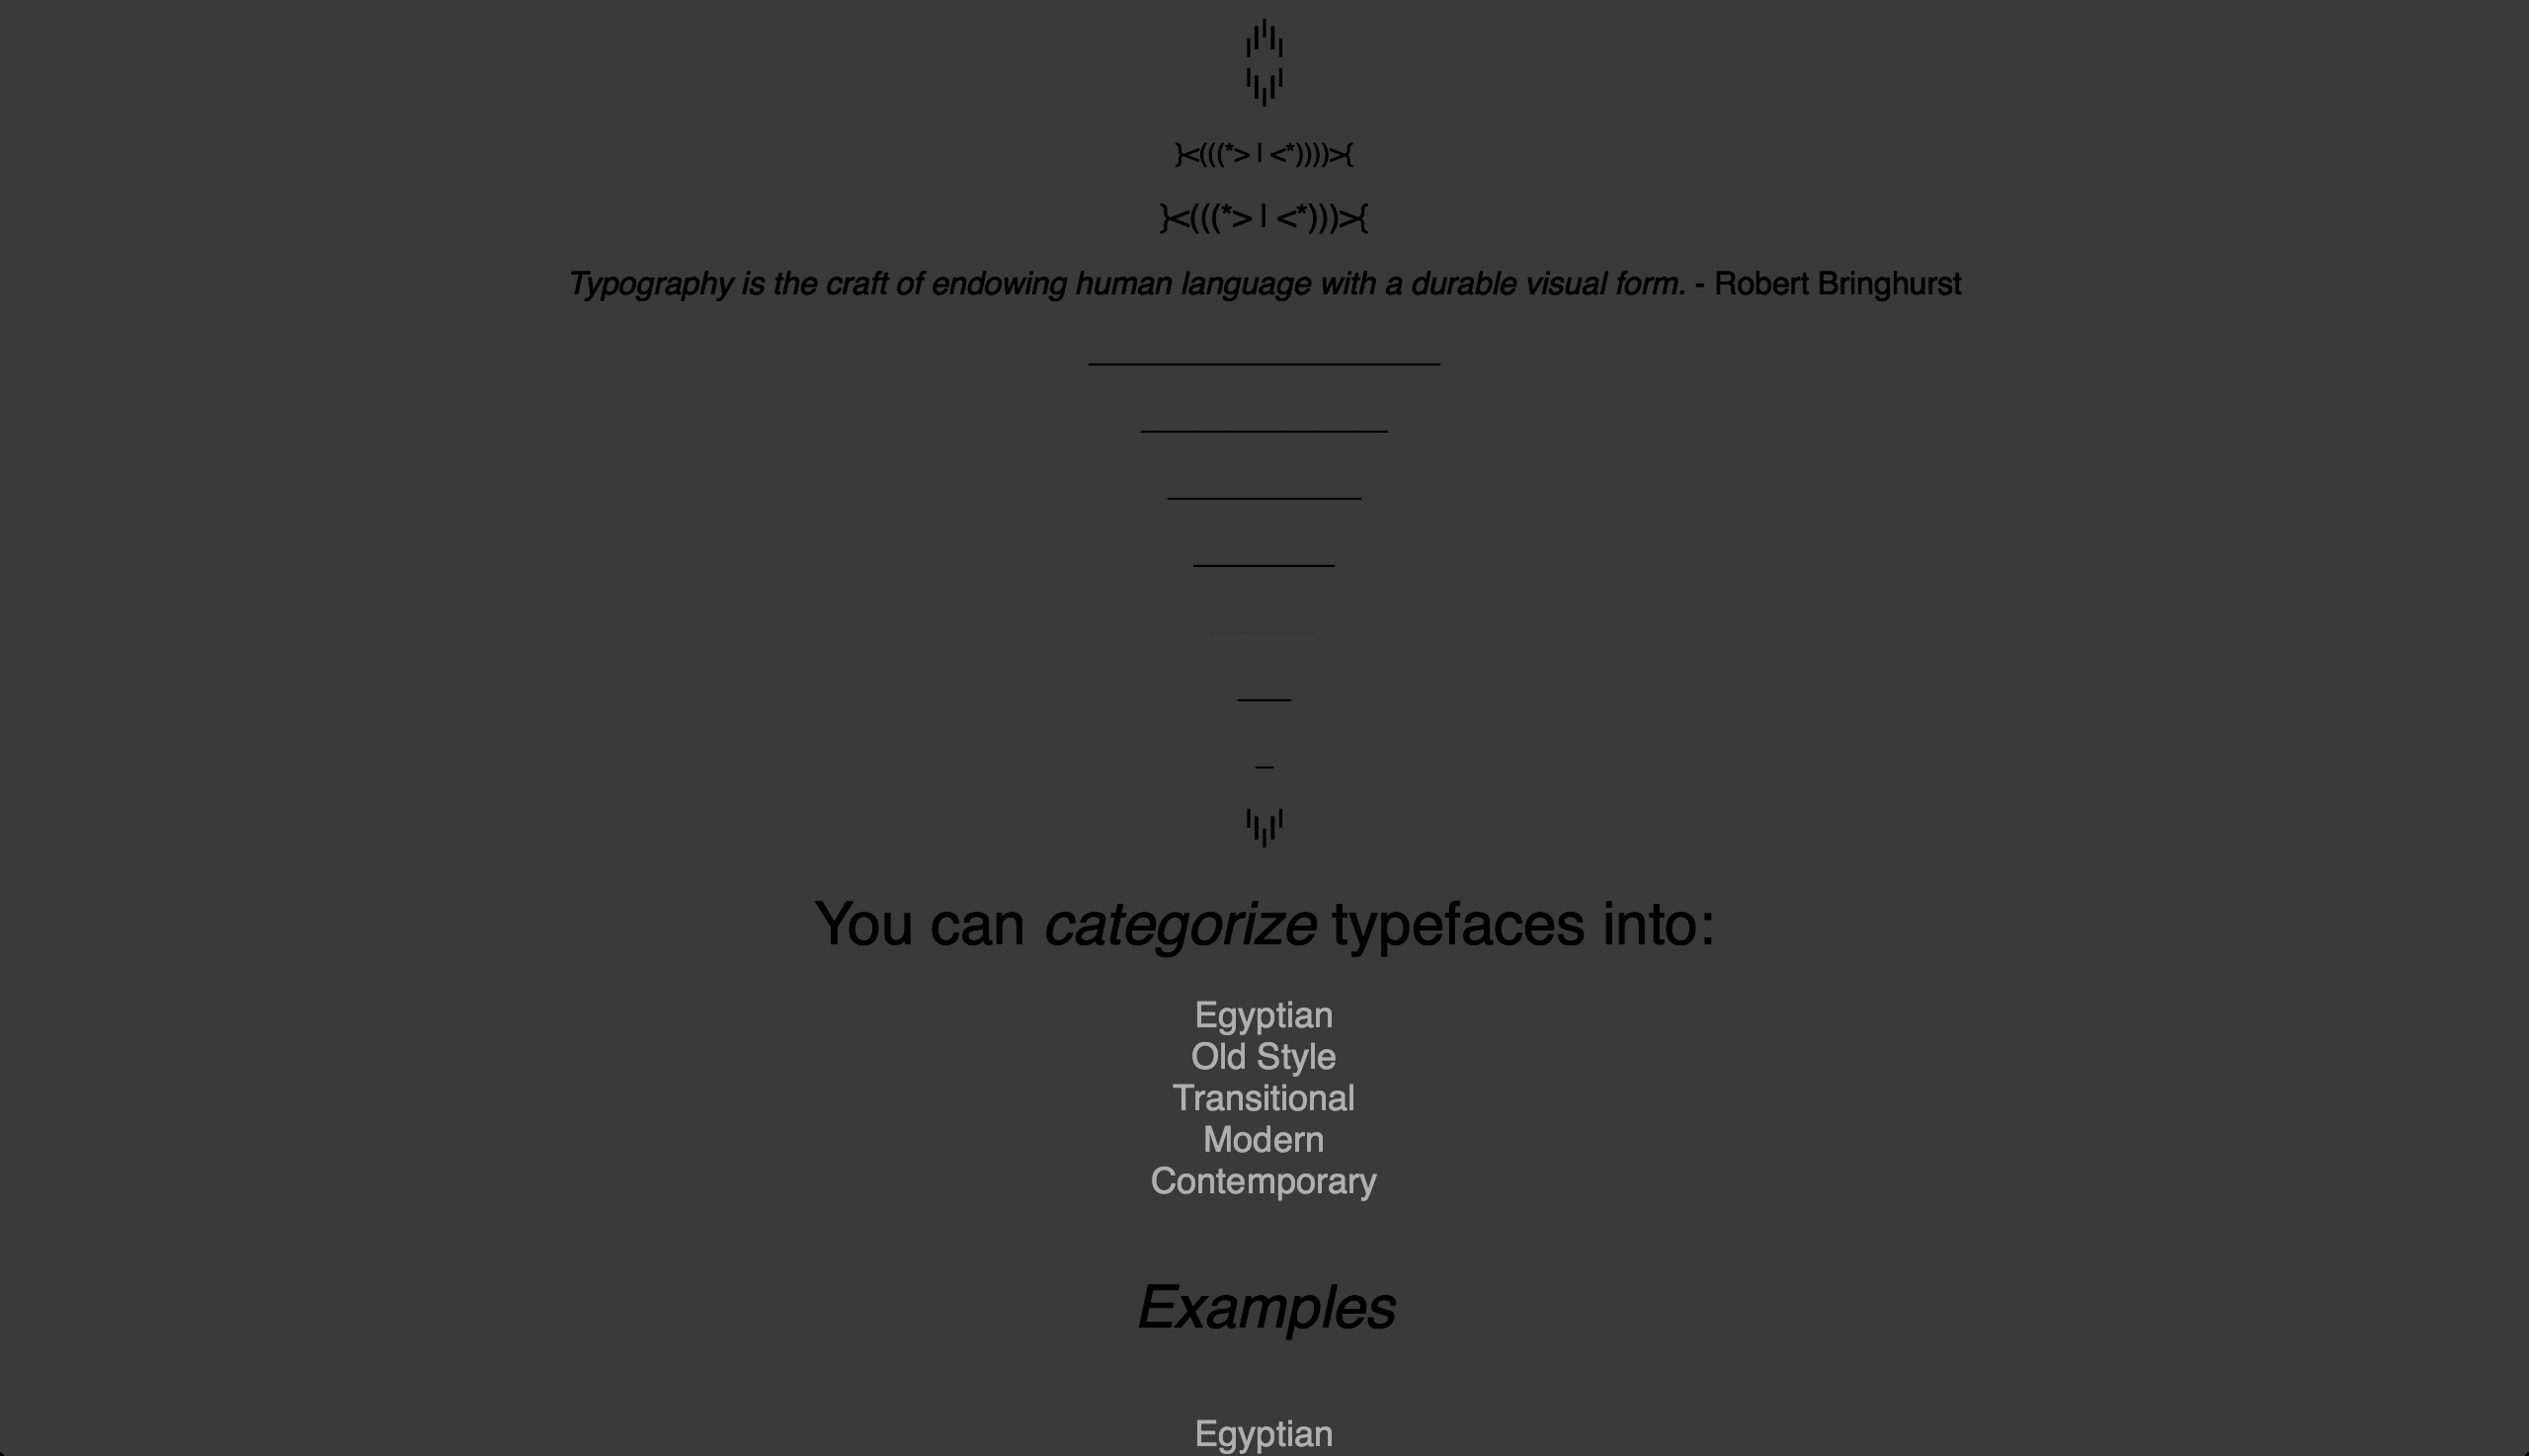 }<(((*> | <*))))>{
}<(((*> | <*)))>{
Typography is the craft of endowing human language with a durable visual form. - Robert Bringhurst
You can categorize typefaces into:
Egyptian
Old Style
Transitional
Modern
Contemporary
Examples
Egyptian